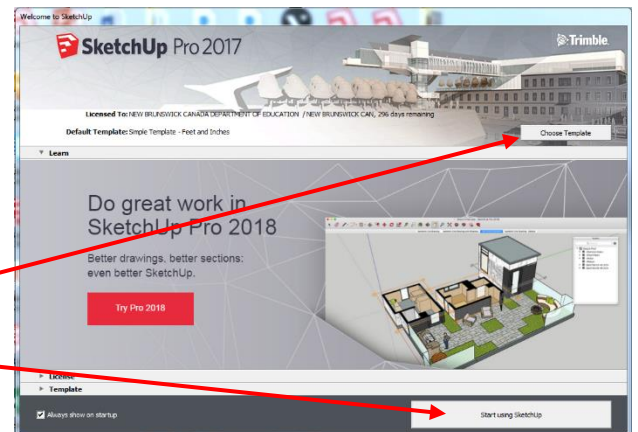 Welcome to SketchUp
SketchUp Pro 2017
Trimble
Licensed To: NEW BRUNSWICK CANADA DEPARTMENT OF EDUCATION / NEW BRUNSWICK CAN, 296 days remaining
Default Template: Simple Template - Feet and Inches
Choose Template
Learn
Do great work in
SketchUp Pro 2018
Better drawings, better sections:
even better SketchUp.
Try Pro 2018
License
Template
Always show on startup
Start using SketchUp